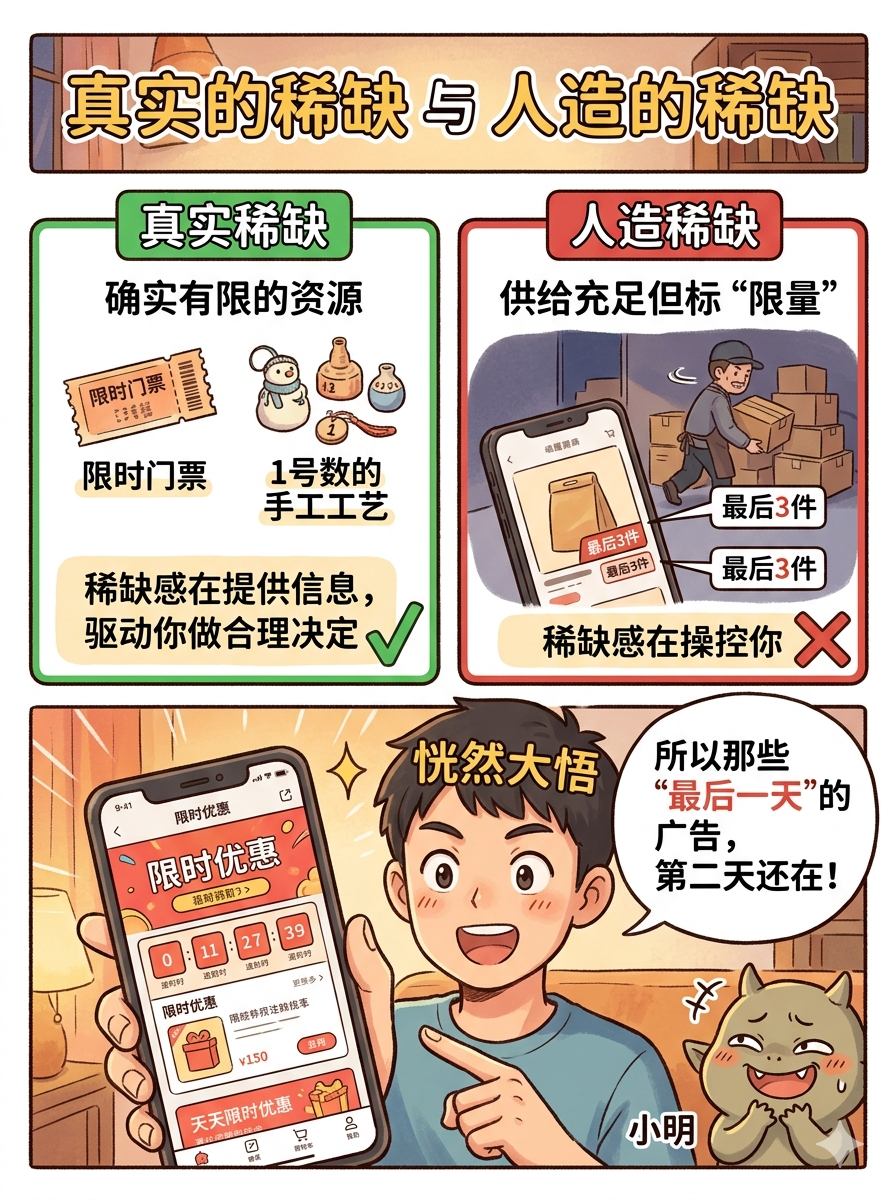 真实的稀缺与人造的稀缺
真实稀缺
确实有限的资源
限时门票
限时门票
1号数的
手工工艺
12
1
稀缺感在提供信息，
驱动你做合理决定
人造稀缺
供给充足但标“限量”
最后3件
最后3件
最后3件
最后3件
稀缺感在操控你
恍然大悟
所以那些
“最后一天”的
广告，
第二天还在！
9:41
限时优惠
限时优惠
0 : 11 : 27 : 39
限时优惠
¥150
天天限时优惠
小明